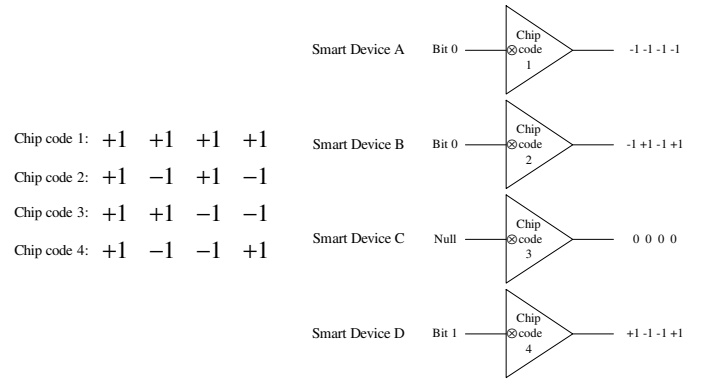 Chip code 1: +1 +1 +1 +1
Chip code 2: +1 −1 +1 −1
Chip code 3: +1 +1 −1 −1
Chip code 4: +1 −1 −1 +1
Smart Device A Bit 0 ⊗ Chip code 1 -1 -1 -1 -1
Smart Device B Bit 0 ⊗ Chip code 2 -1 +1 -1 +1
Smart Device C Null ⊗ Chip code 3 0 0 0 0
Smart Device D Bit 1 ⊗ Chip code 4 +1 -1 -1 +1